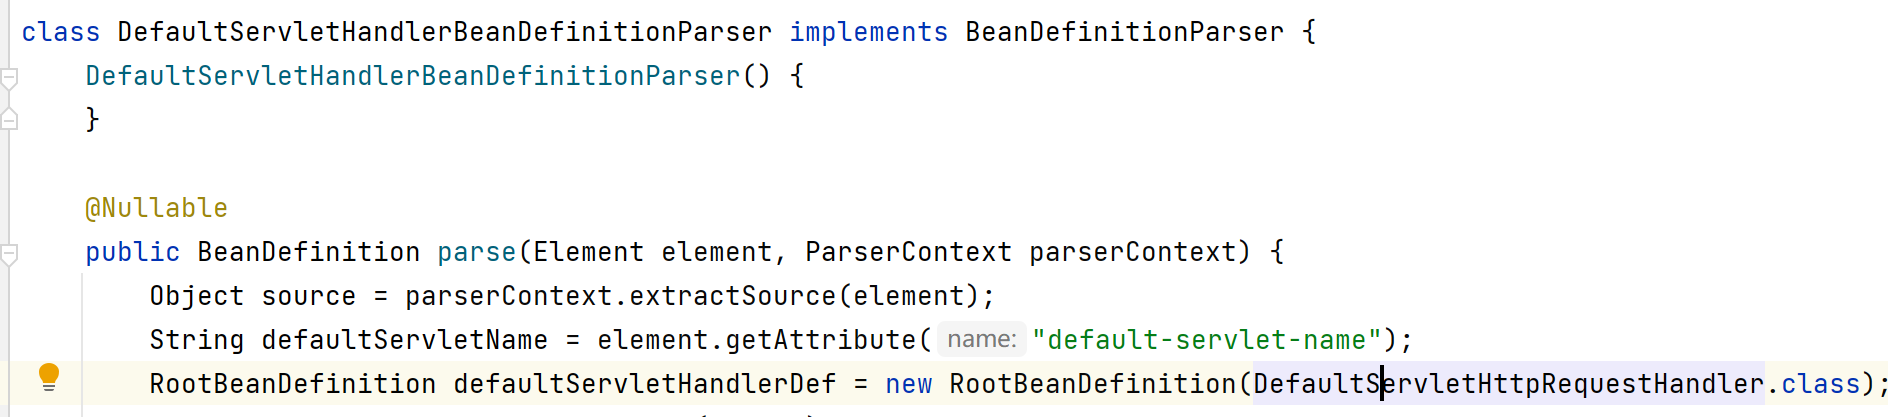 class DefaultServletHandlerBeanDefinitionParser implements BeanDefinitionParser {
    DefaultServletHandlerBeanDefinitionParser() {
    }
    @Nullable
    public BeanDefinition parse(Element element, ParserContext parserContext) {
        Object source = parserContext.extractSource(element);
        String defaultServletName = element.getAttribute( name: "default-servlet-name");
        RootBeanDefinition defaultServletHandlerDef = new RootBeanDefinition(DefaultServletHttpRequestHandler.class);